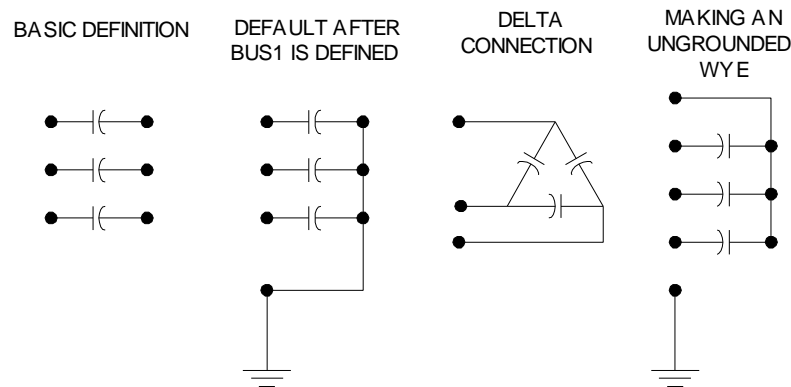 BASIC DEFINITION
DEFAULT AFTER
BUS1 IS DEFINED
DELTA
CONNECTION
MAKING AN
UNGROUNDED
WYE